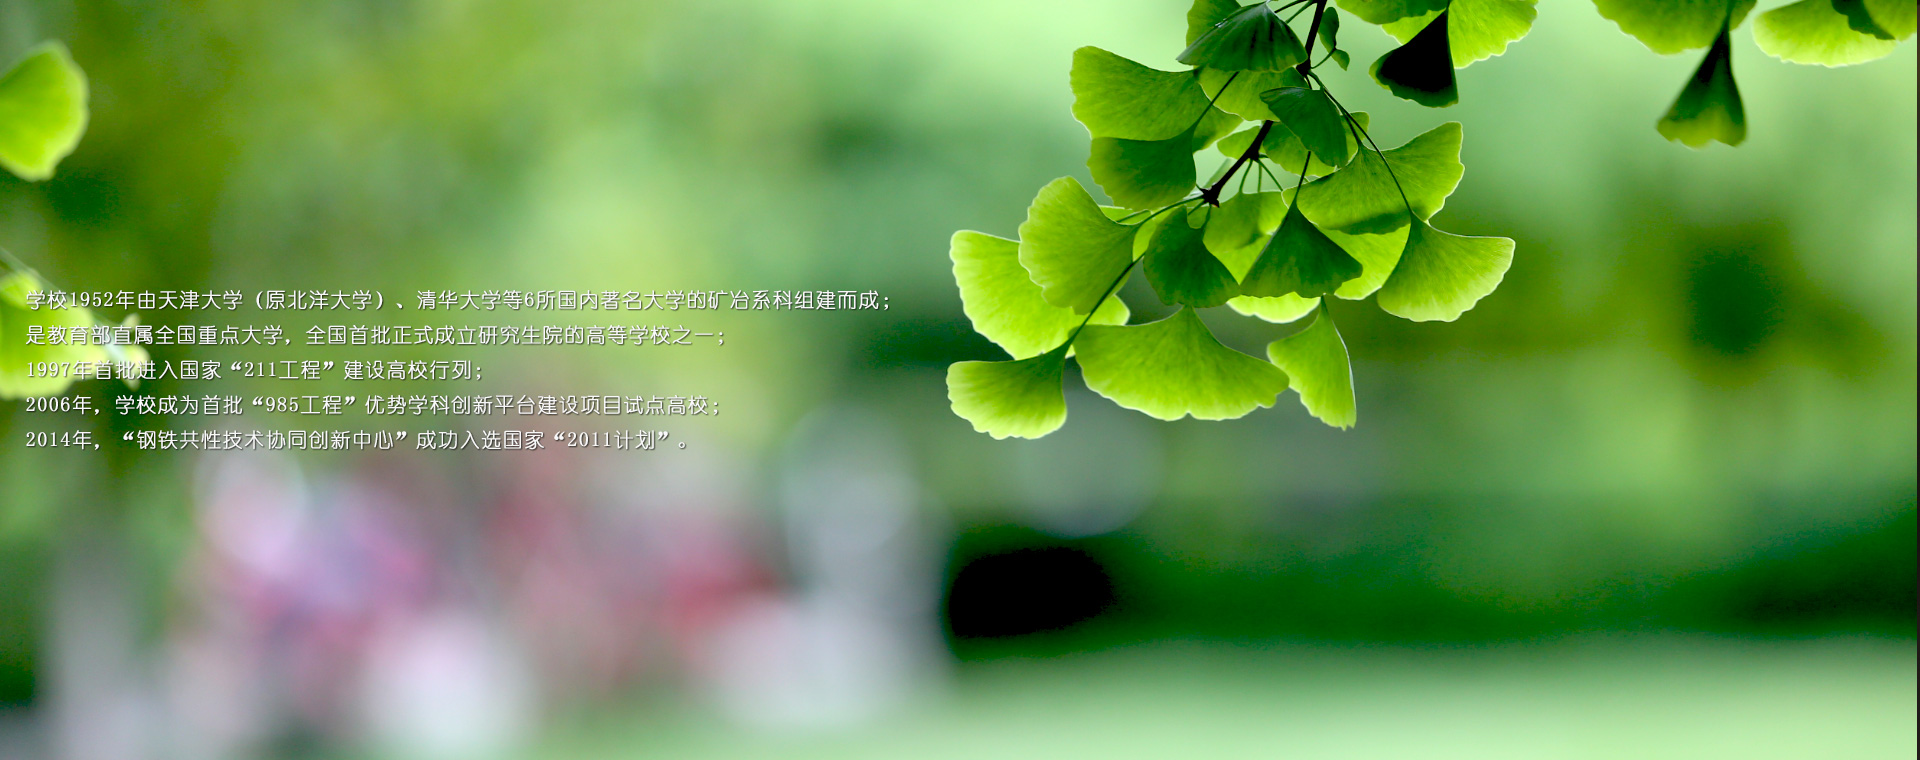 学校1952年由天津大学（原北洋大学）、清华大学等6所国内著名大学的矿冶系科组建而成；
是教育部直属全国重点大学，全国首批正式成立研究生院的高等学校之一；
1997年首批进入国家“211工程”建设高校行列；
2006年，学校成为首批“985工程”优势学科创新平台建设项目试点高校；
2014年，“钢铁共性技术协同创新中心”成功入选国家“2011计划”。